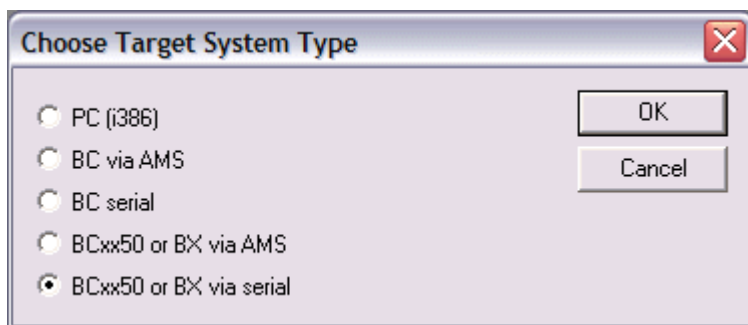 Choose Target System Type
PC (i386)
OK
BC via AMS
Cancel
BC serial
BCxx50 or BX via AMS
BCxx50 or BX via serial